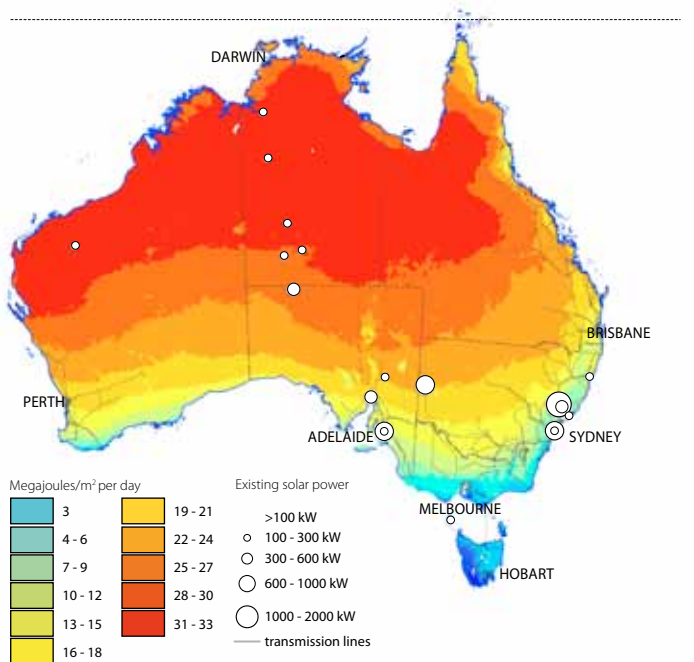 DARWIN
BRISBANE
PERTH
ADELAIDE
SYDNEY
MELBOURNE
HOBART
Megajoules/m² per day
3
4 - 6
7 - 9
10 - 12
13 - 15
16 - 18
19 - 21
22 - 24
25 - 27
28 - 30
31 - 33
Existing solar power
>100 kW
100 - 300 kW
300 - 600 kW
600 - 1000 kW
1000 - 2000 kW
transmission lines